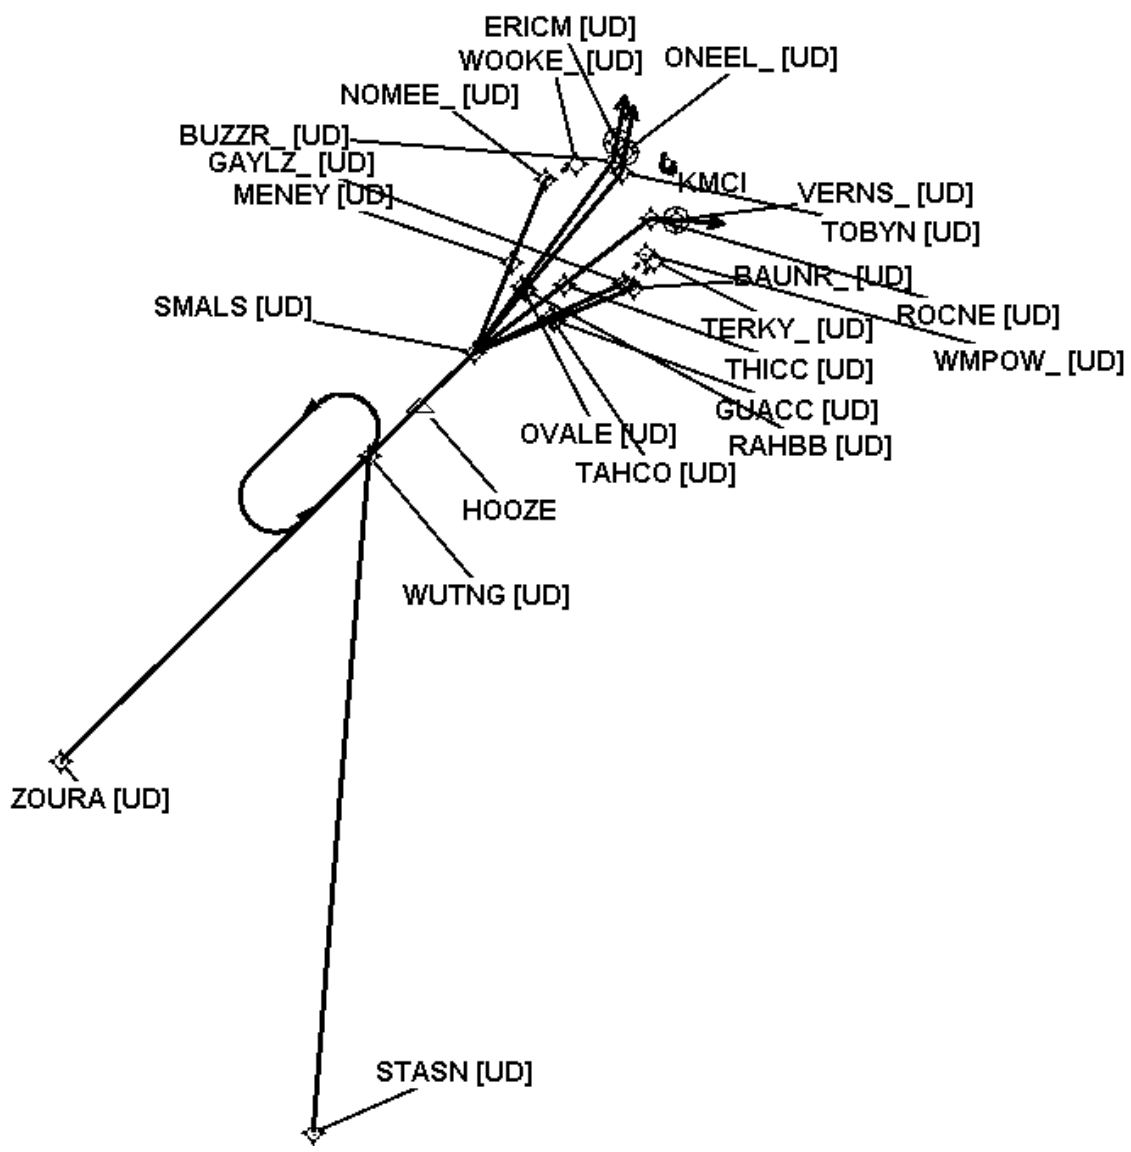 ERICM [UD]
WOOKE_ [UD]
ONEEL_ [UD]
NOMEE_ [UD]
BUZZR_ [UD]
GAYLZ_ [UD]
MENEY [UD]
KMCI
VERNS_ [UD]
TOBYN [UD]
BAUNR_ [UD]
SMALS [UD]
ROCNE [UD]
TERKY_ [UD]
WMPOW_ [UD]
THICC [UD]
GUACC [UD]
OVALE [UD]
RAHBB [UD]
TAHCO [UD]
HOOZE
WUTNG [UD]
ZOURA [UD]
STASN [UD]